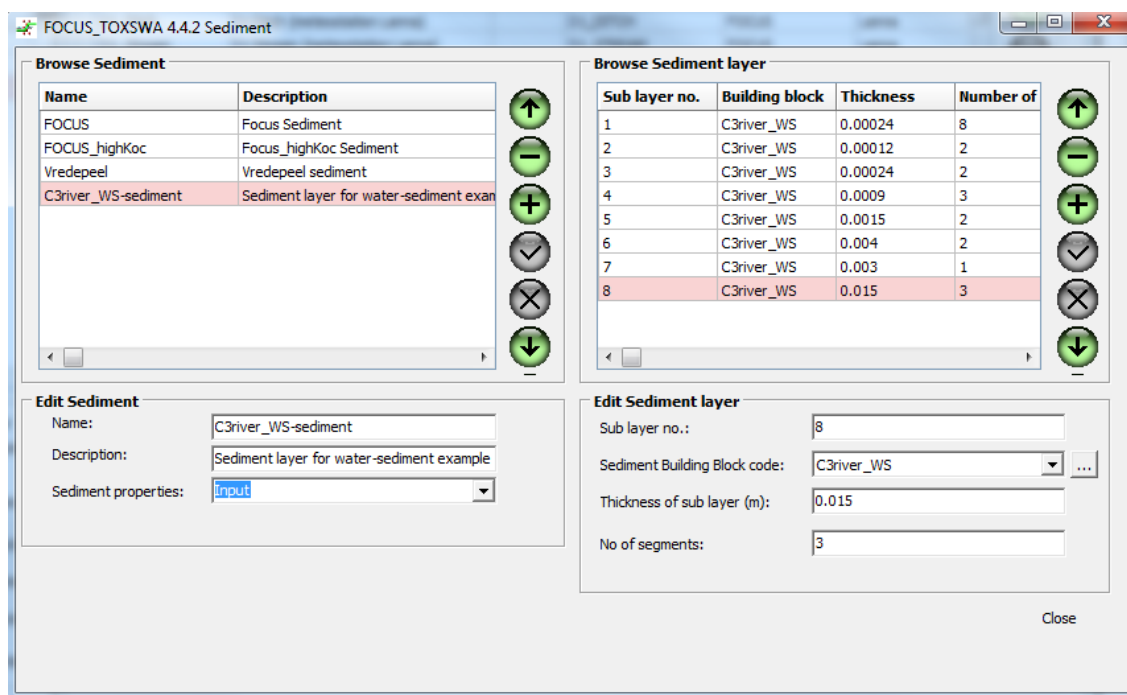 FOCUS_TOXSWA 4.4.2 Sediment
Browse Sediment
Name Description
FOCUS Focus Sediment
FOCUS_highKoc Focus_highKoc Sediment
Vredepeel Vredepeel sediment
C3river_WS-sediment Sediment layer for water-sediment exan
Browse Sediment layer
Sub layer no. Building block Thickness Number of
1 C3river_WS 0.00024 8
2 C3river_WS 0.00012 2
3 C3river_WS 0.00024 2
4 C3river_WS 0.0009 3
5 C3river_WS 0.0015 2
6 C3river_WS 0.004 2
7 C3river_WS 0.003 1
8 C3river_WS 0.015 3
Edit Sediment
Name: C3river_WS-sediment
Description: Sediment layer for water-sediment example
Sediment properties: Input
Edit Sediment layer
Sub layer no.: 8
Sediment Building Block code: C3river_WS ...
Thickness of sub layer (m): 0.015
No of segments: 3
Close